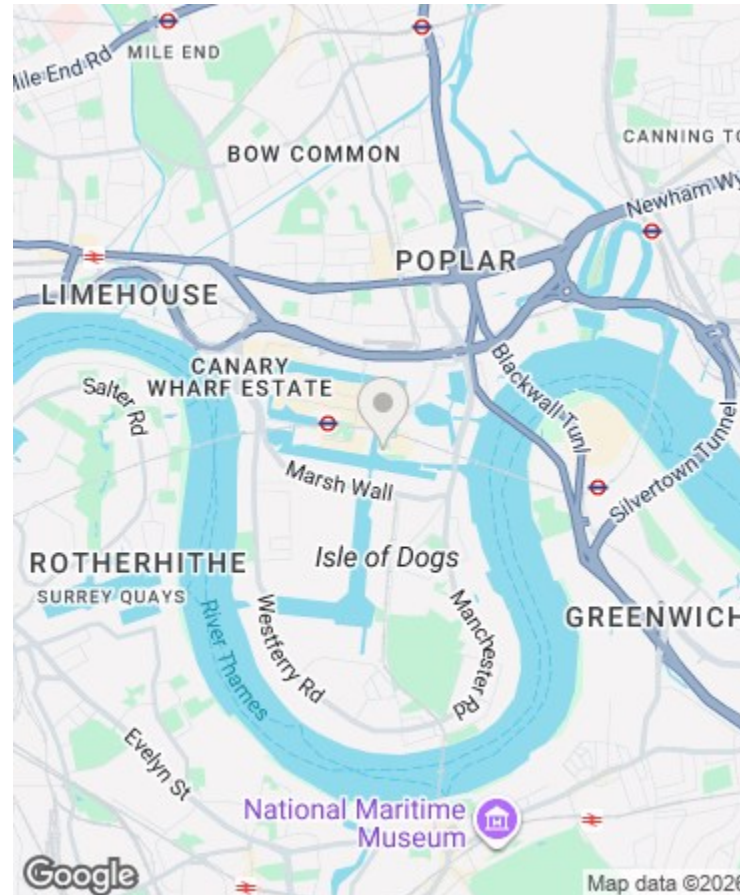 Mile End Rd
MILE END
BOW COMMON
CANNING TO
Newham Wy
POPLAR
LIMEHOUSE
CANARY
WHARF ESTATE
Salter Rd
Blackwall Tunl
Silvertown Tunnel
Marsh Wall
Isle of Dogs
ROTHERHITHE
SURREY QUAYS
River Thames
Westferry Rd
Manchester Rd
GREENWICH
Evelyn St
National Maritime
Museum
Google
Map data ©2026